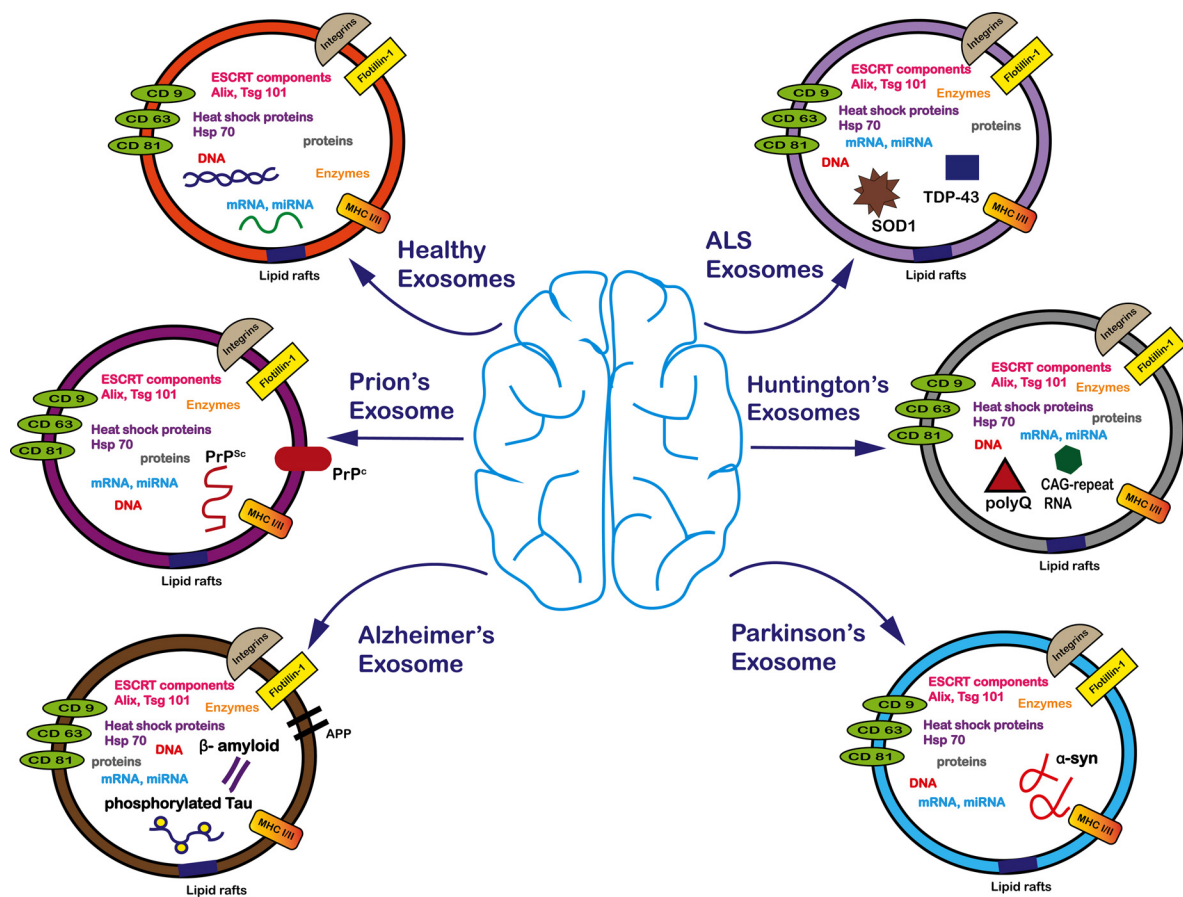 Integrins
Flotillin-1
ESCRT components
Alix, Tsg 101
CD 9
CD 63
CD 81
Heat shock proteins
Hsp 70
proteins
DNA
Enzymes
mRNA, miRNA
MHC I/II
Lipid rafts
Healthy
Exosomes
Integrins
Flotillin-1
ESCRT components
Alix, Tsg 101
Enzymes
CD 9
CD 63
CD 81
Heat shock proteins
Hsp 70
proteins
mRNA, miRNA
DNA
TDP-43
SOD1
MHC I/II
Lipid rafts
ALS
Exosomes
Integrins
Flotillin-1
ESCRT components
Alix, Tsg 101
Enzymes
CD 9
CD 63
CD 81
Heat shock proteins
Hsp 70
proteins
PrPSc
PrPc
mRNA, miRNA
DNA
MHC I/II
Lipid rafts
Prion's
Exosome
Huntington's
Exosomes
Integrins
Flotillin-1
ESCRT components
Alix, Tsg 101
Enzymes
CD 9
CD 63
CD 81
Heat shock proteins
Hsp 70
proteins
mRNA, miRNA
DNA
polyQ
CAG-repeat
RNA
MHC I/II
Lipid rafts
Alzheimer's
Exosome
Integrins
Flotillin-1
ESCRT components
Alix, Tsg 101
Enzymes
CD 9
CD 63
CD 81
Heat shock proteins
Hsp 70
DNA
proteins
β- amyloid
APP
mRNA, miRNA
phosphorylated Tau
MHC I/II
Lipid rafts
Parkinson's
Exosome
Integrins
Flotillin-1
ESCRT components
Alix, Tsg 101
Enzymes
CD 9
CD 63
CD 81
Heat shock proteins
Hsp 70
proteins
α-syn
DNA
mRNA, miRNA
MHC I/II
Lipid rafts